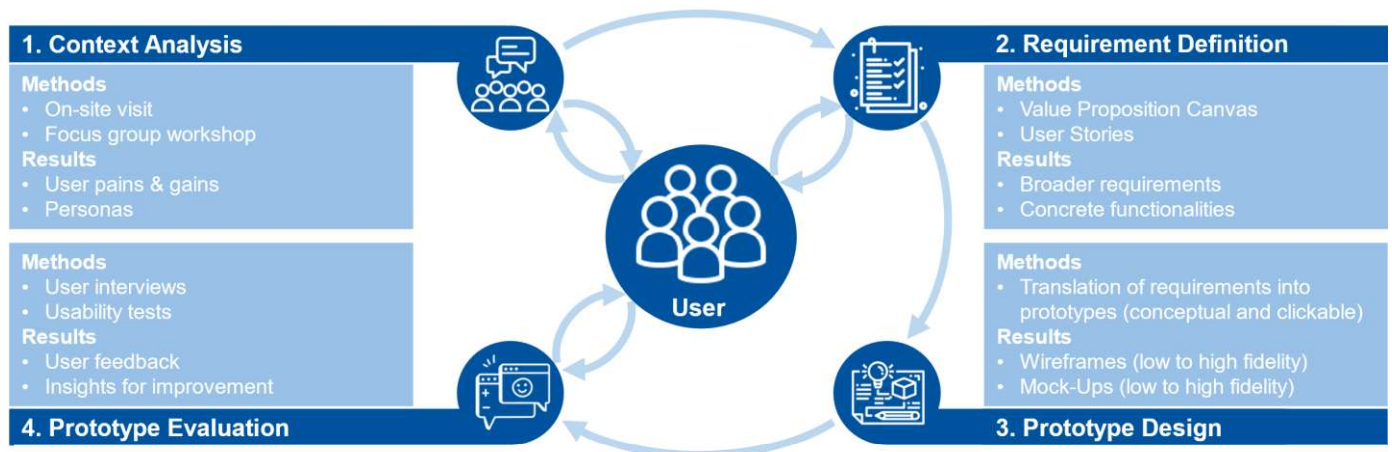 1. Context Analysis
Methods
• On-site visit
• Focus group workshop
Results
• User pains & gains
• Personas
2. Requirement Definition
Methods
• Value Proposition Canvas
• User Stories
Results
• Broader requirements
• Concrete functionalities
User
Methods
• User interviews
• Usability tests
Results
• User feedback
• Insights for improvement
4. Prototype Evaluation
Methods
• Translation of requirements into
prototypes (conceptual and clickable)
Results
• Wireframes (low to high fidelity)
• Mock-Ups (low to high fidelity)
3. Prototype Design